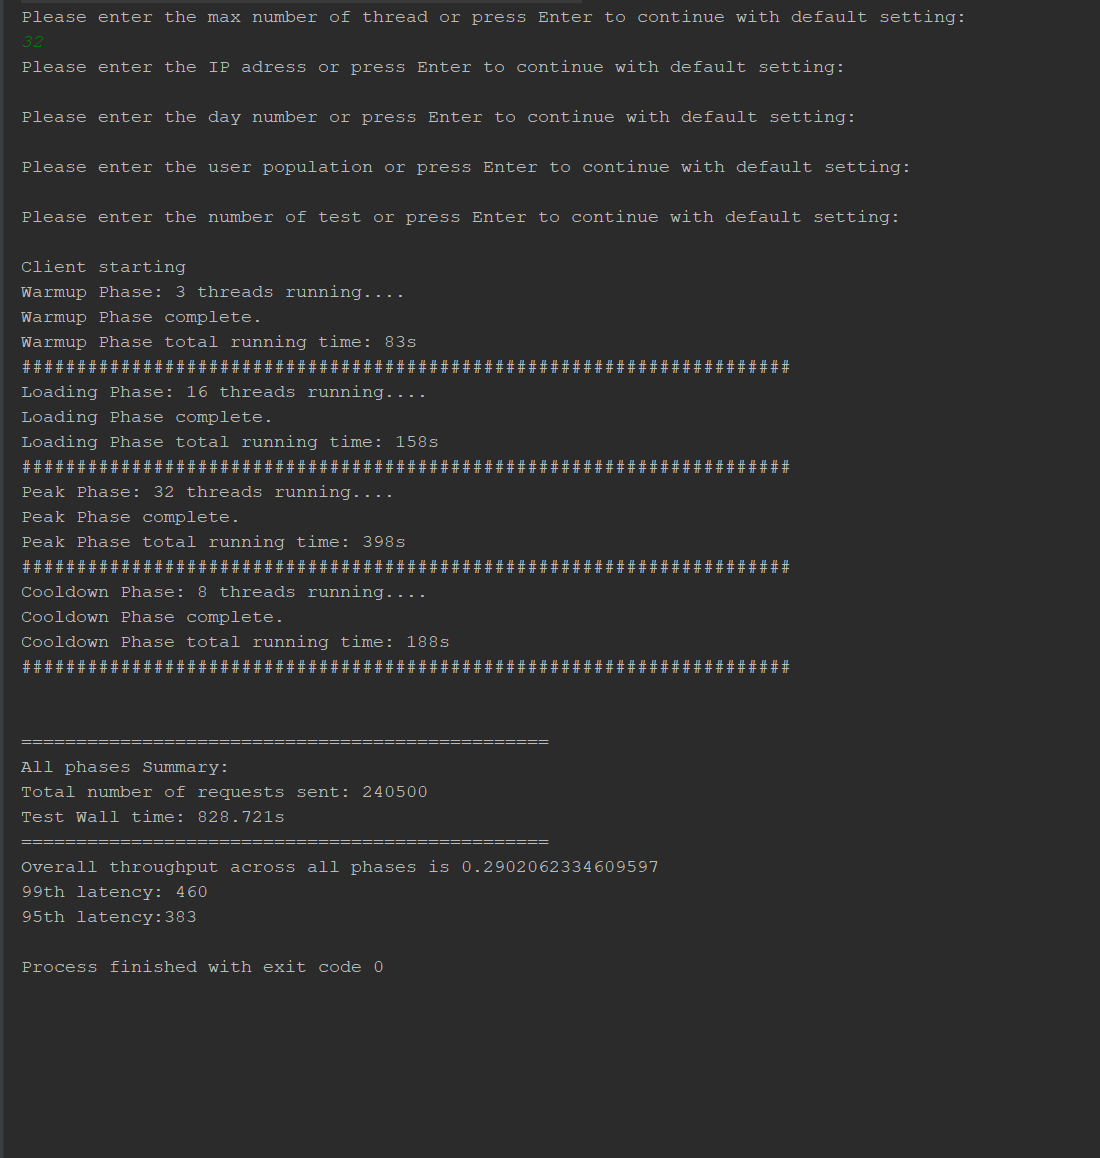 Please enter the max number of thread or press Enter to continue with default setting:
32
Please enter the IP adress or press Enter to continue with default setting:
Please enter the day number or press Enter to continue with default setting:
Please enter the user population or press Enter to continue with default setting:
Please enter the number of test or press Enter to continue with default setting:
Client starting
Warmup Phase: 3 threads running....
Warmup Phase complete.
Warmup Phase total running time: 83s
######################################################################
Loading Phase: 16 threads running....
Loading Phase complete.
Loading Phase total running time: 158s
######################################################################
Peak Phase: 32 threads running....
Peak Phase complete.
Peak Phase total running time: 398s
######################################################################
Cooldown Phase: 8 threads running....
Cooldown Phase complete.
Cooldown Phase total running time: 188s
######################################################################
================================================
All phases Summary:
Total number of requests sent: 240500
Test Wall time: 828.721s
================================================
Overall throughput across all phases is 0.2902062334609597
99th latency: 460
95th latency:383
Process finished with exit code 0